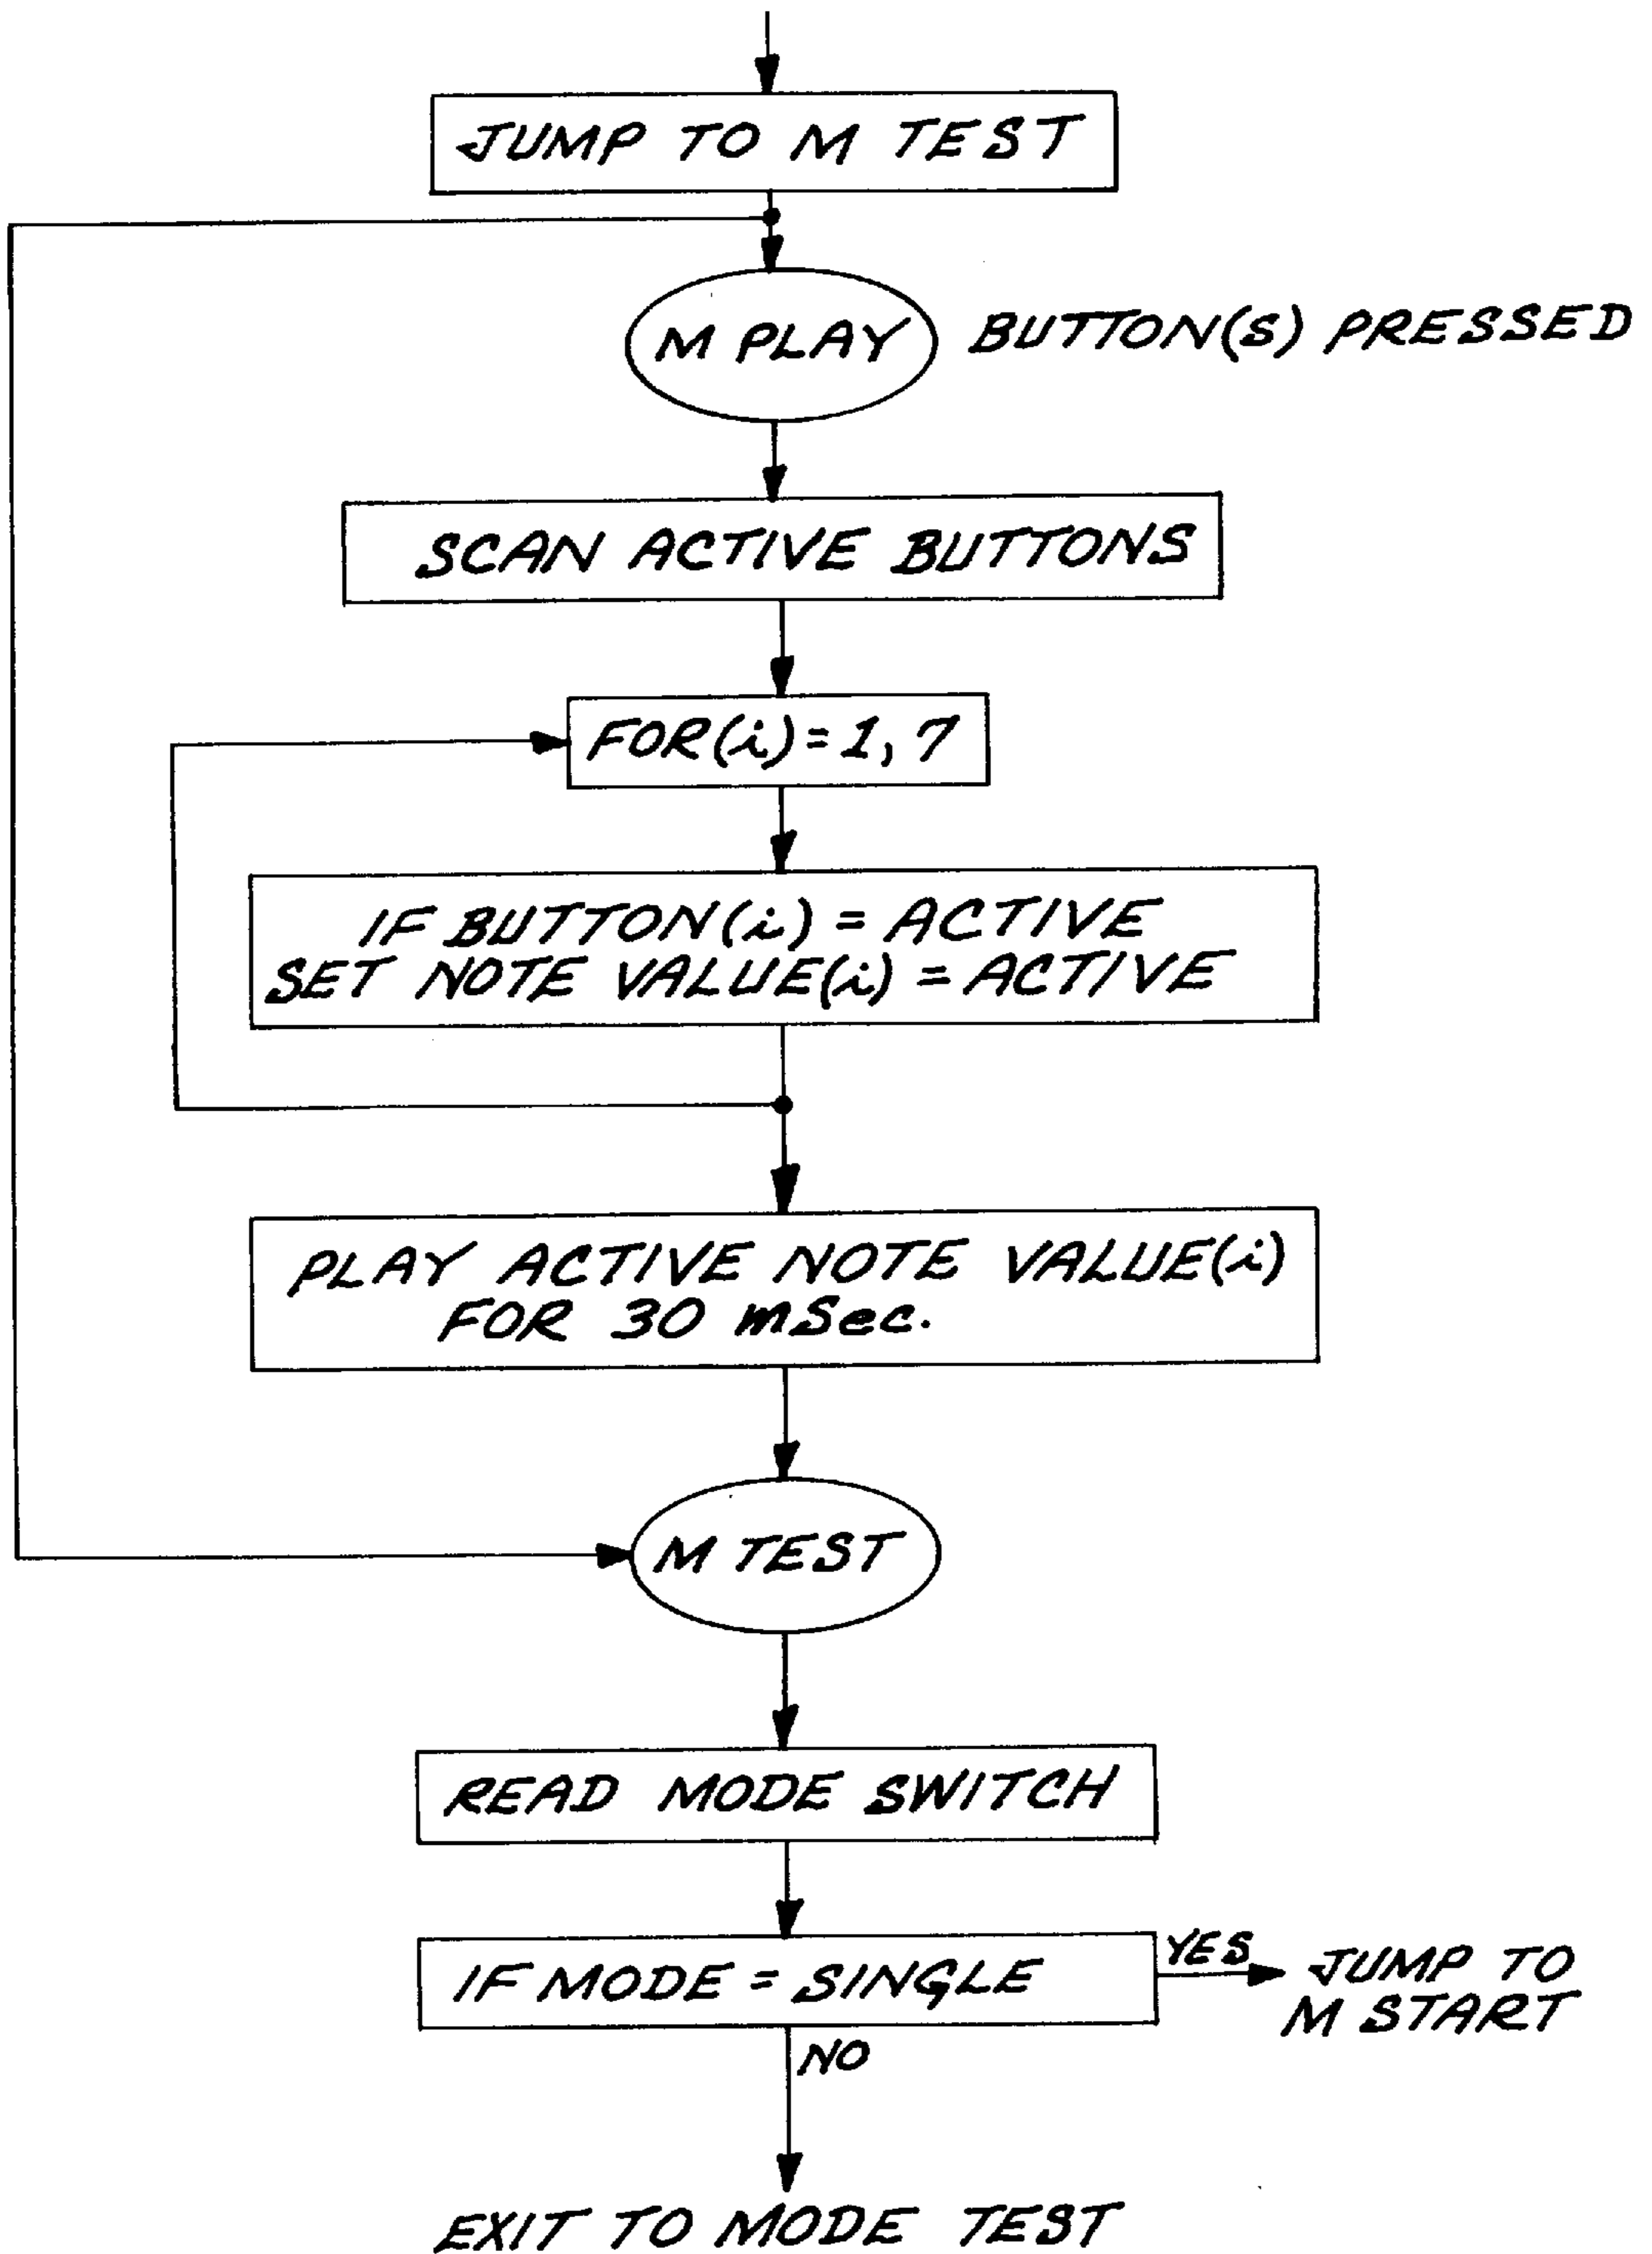 JUMP TO M TEST
M PLAY
BUTTON(S) PRESSED
SCAN ACTIVE BUTTONS
FOR(i)=1,7
IF BUTTON(i) = ACTIVE
SET NOTE VALUE(i) = ACTIVE
PLAY ACTIVE NOTE VALUE(i)
FOR 30 mSec.
M TEST
READ MODE SWITCH
IF MODE = SINGLE
YES
JUMP TO
M START
NO
EXIT TO MODE TEST